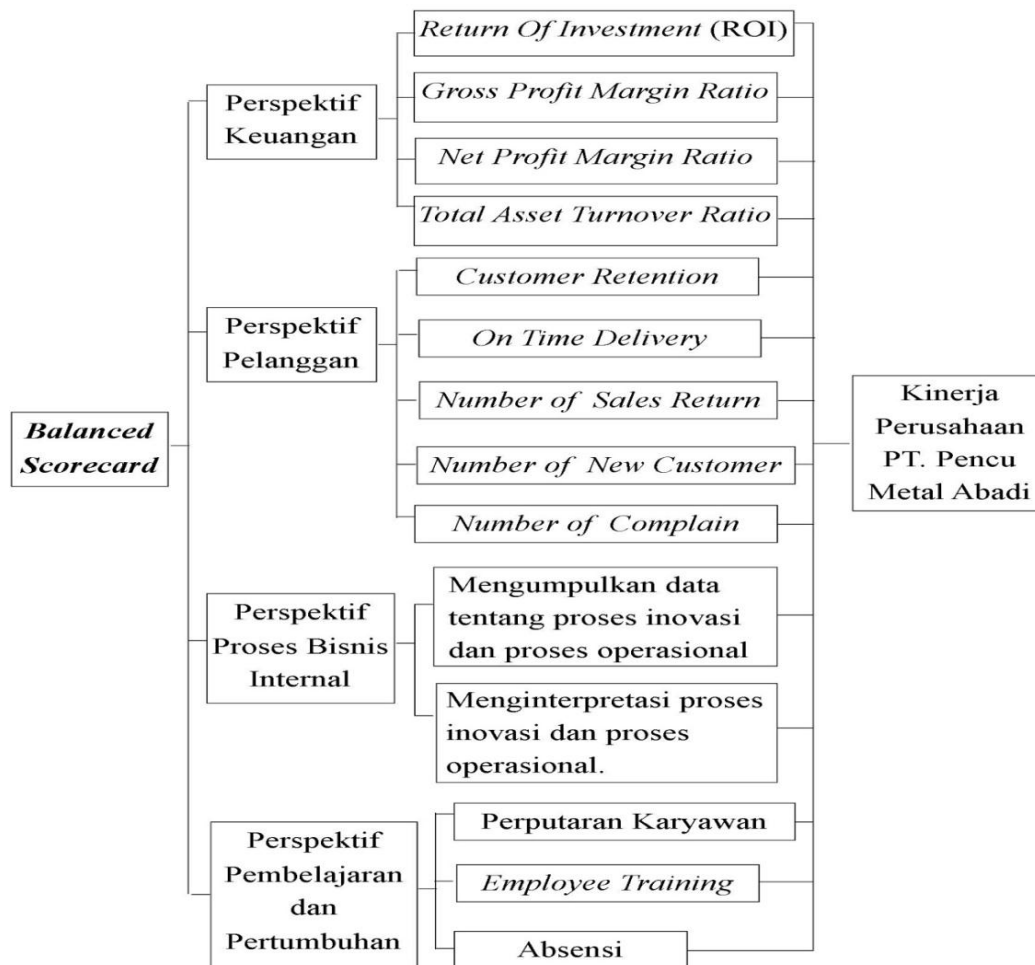 Balanced
Scorecard
Perspektif
Keuangan
Return Of Investment (ROI)
Gross Profit Margin Ratio
Net Profit Margin Ratio
Total Asset Turnover Ratio
Perspektif
Pelanggan
Customer Retention
On Time Delivery
Number of Sales Return
Number of New Customer
Number of Complain
Perspektif
Proses Bisnis
Internal
Mengumpulkan data
tentang proses inovasi
dan proses operasional
Menginterpretasi proses
inovasi dan proses
operasional.
Perspektif
Pembelajaran
dan
Pertumbuhan
Perputaran Karyawan
Employee Training
Absensi
Kinerja
Perusahaan
PT. Pencu
Metal Abadi